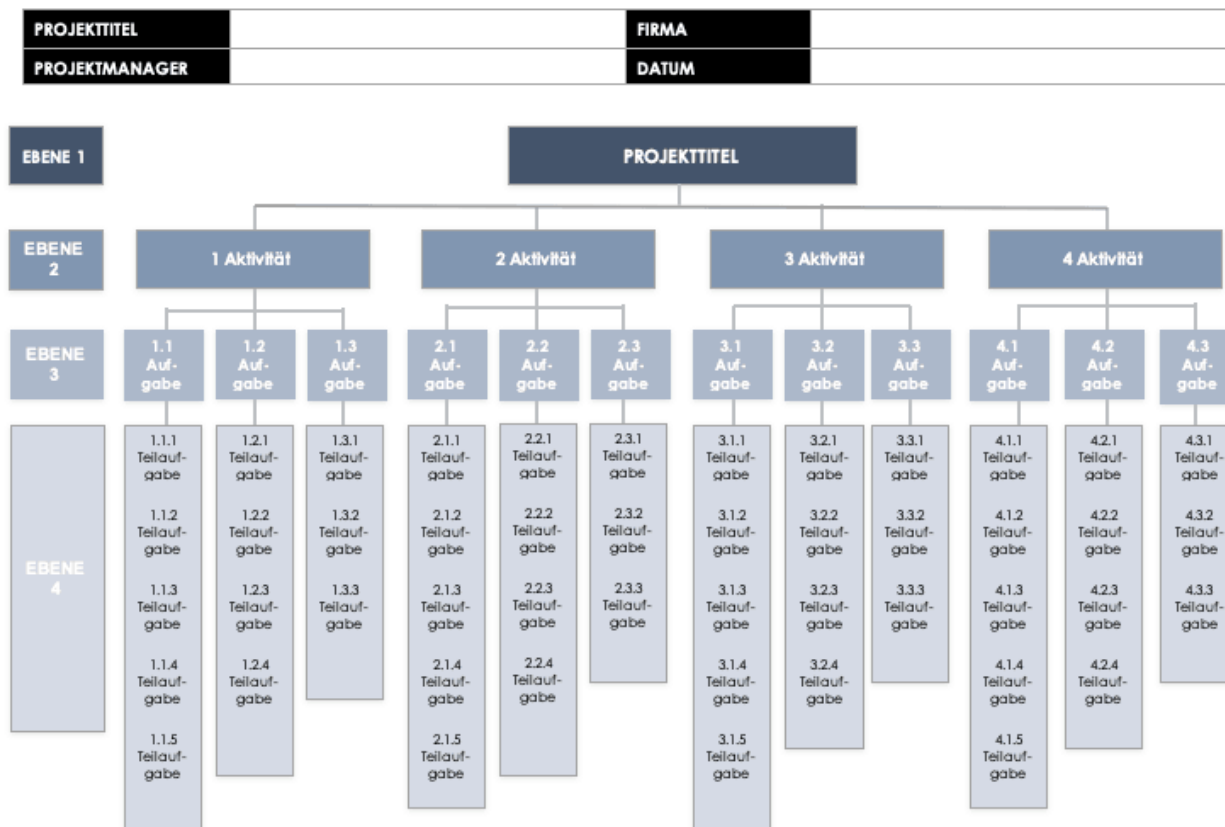 PROJEKTTITEL FIRMA
PROJEKTMANAGER DATUM
EBENE 1
PROJEKTTITEL
EBENE
2
1 Aktivität
2 Aktivität
3 Aktivität
4 Aktivität
EBENE
3
1.1
Auf-
gabe
1.2
Auf-
gabe
1.3
Auf-
gabe
2.1
Auf-
gabe
2.2
Auf-
gabe
2.3
Auf-
gabe
3.1
Auf-
gabe
3.2
Auf-
gabe
3.3
Auf-
gabe
4.1
Auf-
gabe
4.2
Auf-
gabe
4.3
Auf-
gabe
EBENE
4
1.1.1
Teilauf-
gabe
1.1.2
Teilauf-
gabe
1.1.3
Teilauf-
gabe
1.1.4
Teilauf-
gabe
1.1.5
Teilauf-
gabe
1.2.1
Teilauf-
gabe
1.2.2
Teilauf-
gabe
1.2.3
Teilauf-
gabe
1.2.4
Teilauf-
gabe
1.3.1
Teilauf-
gabe
1.3.2
Teilauf-
gabe
1.3.3
Teilauf-
gabe
2.1.1
Teilauf-
gabe
2.1.2
Teilauf-
gabe
2.1.3
Teilauf-
gabe
2.1.4
Teilauf-
gabe
2.1.5
Teilauf-
gabe
2.2.1
Teilauf-
gabe
2.2.2
Teilauf-
gabe
2.2.3
Teilauf-
gabe
2.2.4
Teilauf-
gabe
2.3.1
Teilauf-
gabe
2.3.2
Teilauf-
gabe
2.3.3
Teilauf-
gabe
3.1.1
Teilauf-
gabe
3.1.2
Teilauf-
gabe
3.1.3
Teilauf-
gabe
3.1.4
Teilauf-
gabe
3.1.5
Teilauf-
gabe
3.2.1
Teilauf-
gabe
3.2.2
Teilauf-
gabe
3.2.3
Teilauf-
gabe
3.2.4
Teilauf-
gabe
3.3.1
Teilauf-
gabe
3.3.2
Teilauf-
gabe
3.3.3
Teilauf-
gabe
4.1.1
Teilauf-
gabe
4.1.2
Teilauf-
gabe
4.1.3
Teilauf-
gabe
4.1.4
Teilauf-
gabe
4.1.5
Teilauf-
gabe
4.2.1
Teilauf-
gabe
4.2.2
Teilauf-
gabe
4.2.3
Teilauf-
gabe
4.2.4
Teilauf-
gabe
4.3.1
Teilauf-
gabe
4.3.2
Teilauf-
gabe
4.3.3
Teilauf-
gabe